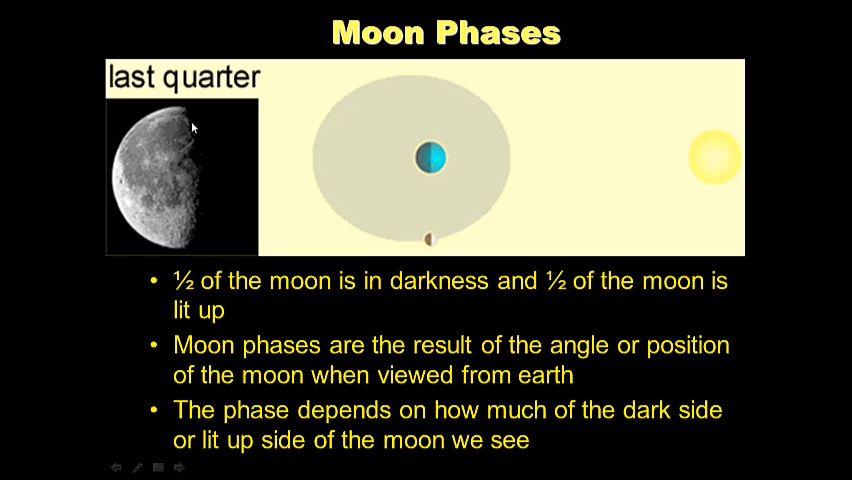 Moon Phases
last quarter
• ½ of the moon is in darkness and ½ of the moon is
lit up
• Moon phases are the result of the angle or position
of the moon when viewed from earth
• The phase depends on how much of the dark side
or lit up side of the moon we see